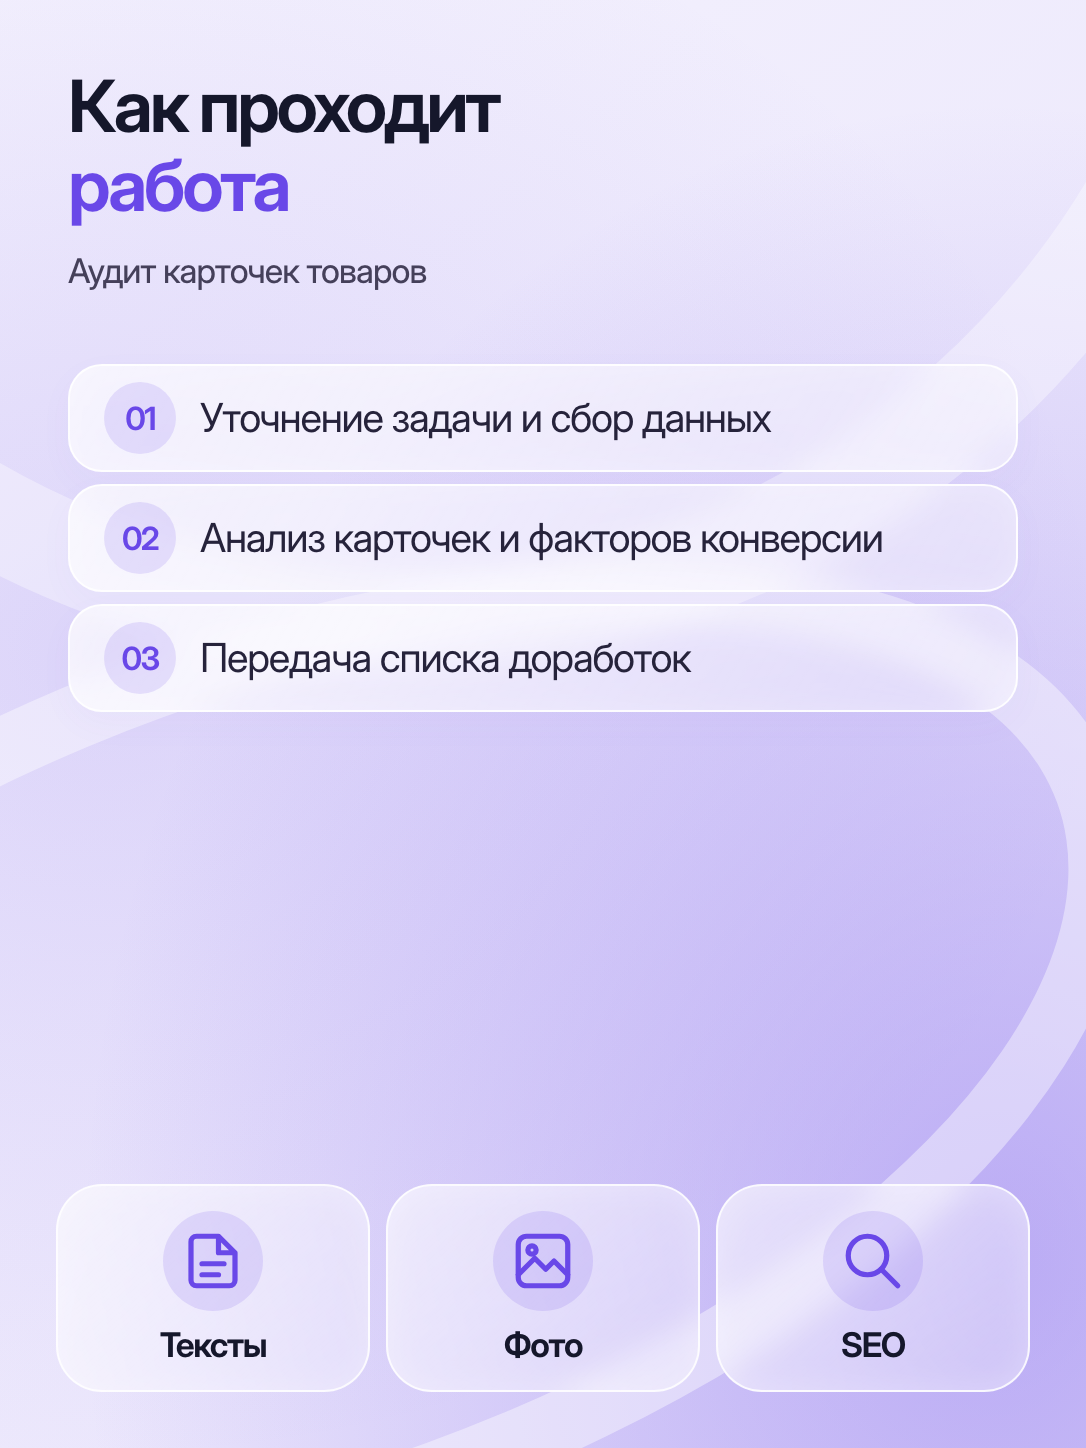 Как проходит
работа
Аудит карточек товаров
01 Уточнение задачи и сбор данных
02 Анализ карточек и факторов конверсии
03 Передача списка доработок
Тексты
Фото
SEO